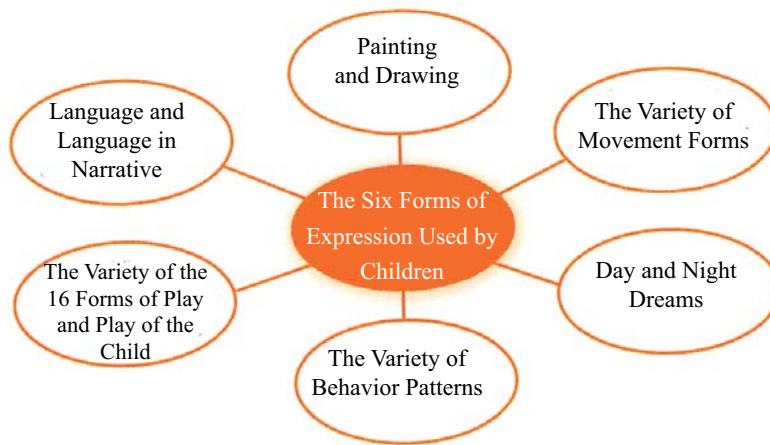 Painting
and Drawing
Language and
Language in
Narrative
The Variety of
Movement Forms
The Six Forms of
Expression Used by
Children
The Variety of the
16 Forms of Play
and Play of the
Child
Day and Night
Dreams
The Variety of
Behavior Patterns